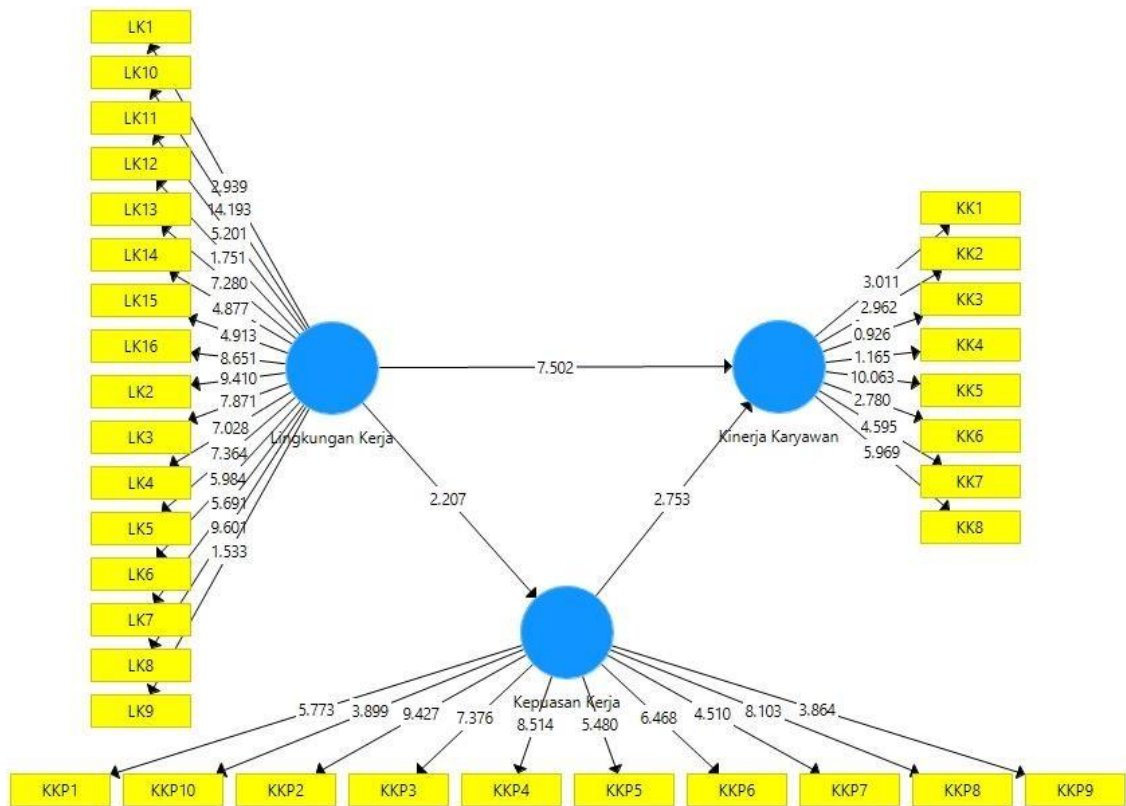 LK1
LK10
LK11
LK12
LK13
LK14
LK15
LK16
LK2
LK3
LK4
LK5
LK6
LK7
LK8
LK9
2.939
14.193
5.201
1.751
7.280
4.877
4.913
8.651
9.410
7.871
7.028
7.364
5.984
5.691
9.601
1.533
Lingkungan Kerja
7.502
2.207
2.753
Kinerja Karyawan
3.011
2.962
0.926
1.165
10.063
2.780
4.595
5.969
KK1
KK2
KK3
KK4
KK5
KK6
KK7
KK8
Kepuasan Kerja
5.773 3.899 9.427 7.376 8.514 5.480 6.468 4.510 8.103 3.864
KKP1 KKP10 KKP2 KKP3 KKP4 KKP5 KKP6 KKP7 KKP8 KKP9